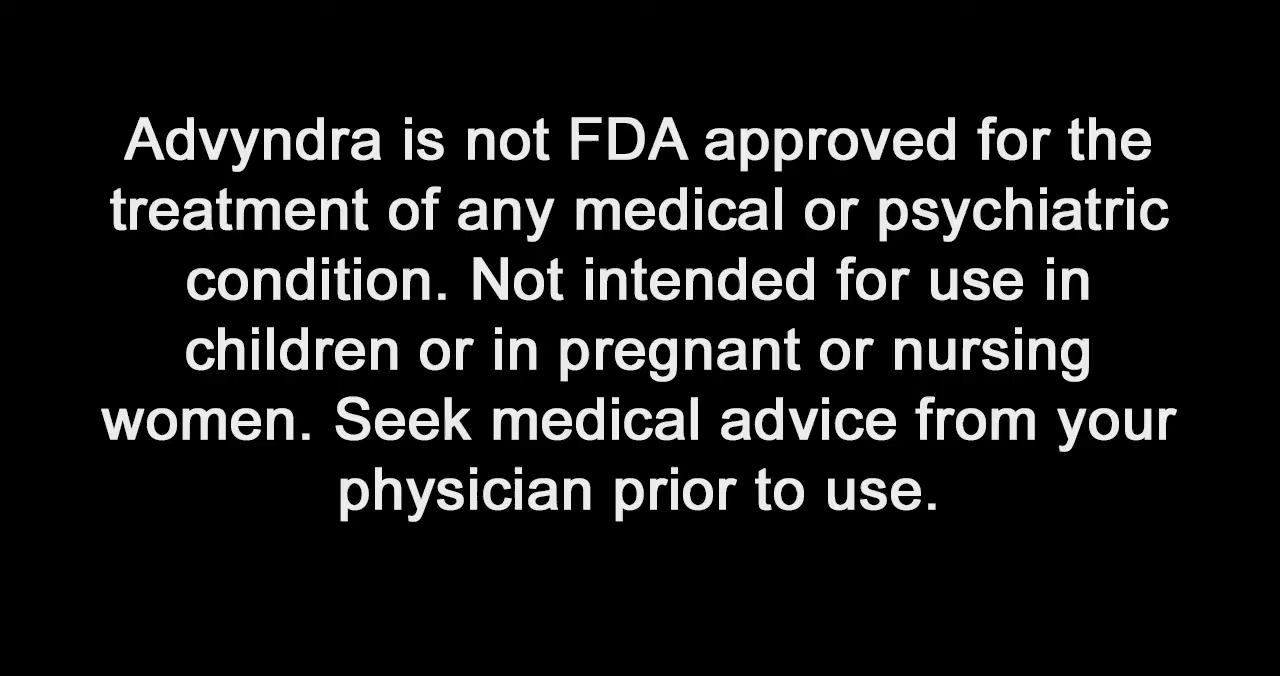 Advyndra is not FDA approved for the
treatment of any medical or psychiatric
condition. Not intended for use in
children or in pregnant or nursing
women. Seek medical advice from your
physician prior to use.